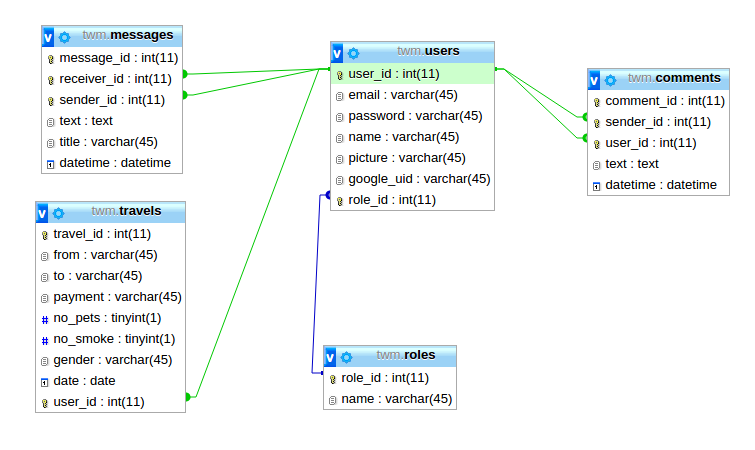 v twm.messages
message_id : int(11)
receiver_id : int(11)
sender_id : int(11)
text : text
title : varchar(45)
datetime : datetime
v twm.travels
travel_id : int(11)
from : varchar(45)
to : varchar(45)
payment : varchar(45)
# no_pets : tinyint(1)
# no_smoke : tinyint(1)
gender : varchar(45)
date : date
user_id : int(11)
v twm.users
user_id : int(11)
email : varchar(45)
password : varchar(45)
name : varchar(45)
picture : varchar(45)
google_uid : varchar(45)
role_id : int(11)
v twm.roles
role_id : int(11)
name : varchar(45)
v twm.comments
comment_id : int(11)
sender_id : int(11)
user_id : int(11)
text : text
datetime : datetime